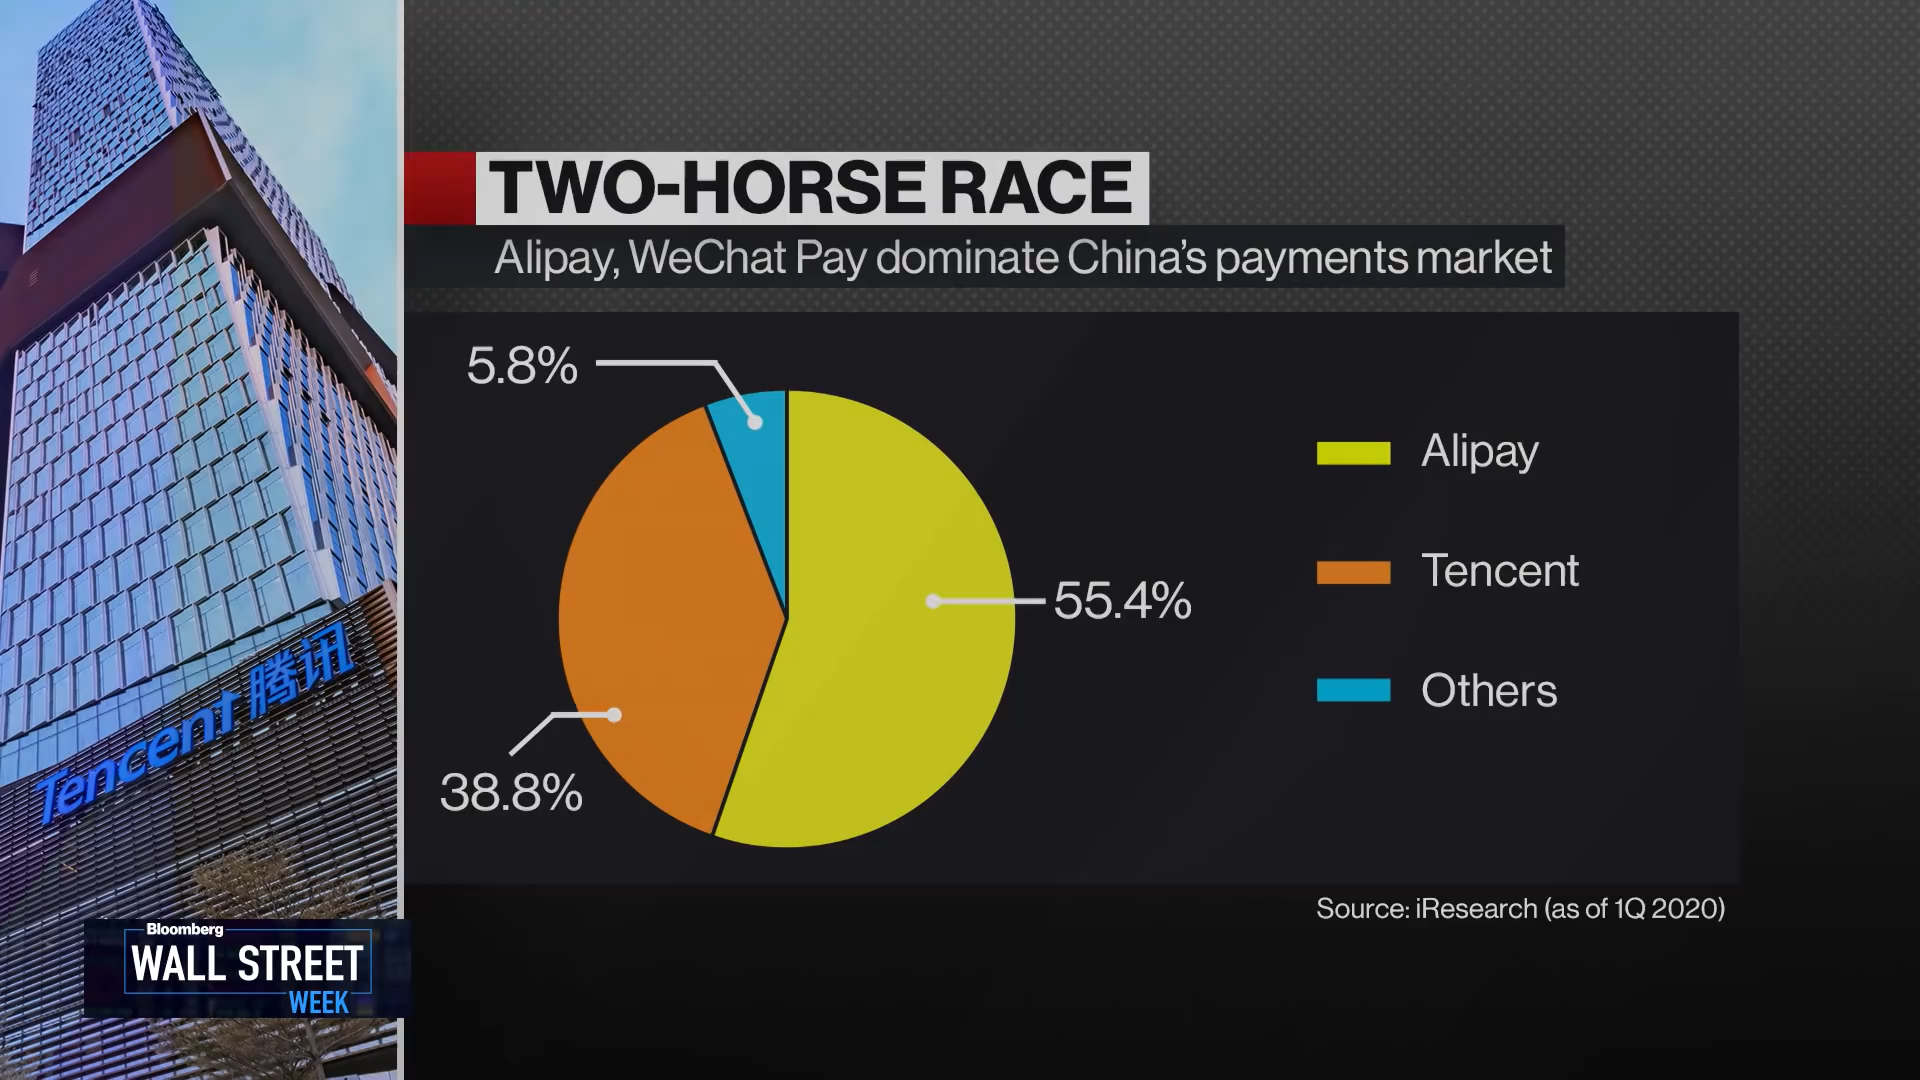 TWO-HORSE RACE
Alipay, WeChat Pay dominate China's payments market
5.8%
55.4%
38.8%
Alipay
Tencent
Others
Source: iResearch (as of 1Q 2020)
Tencent 腾讯
Bloomberg
WALL STREET
WEEK